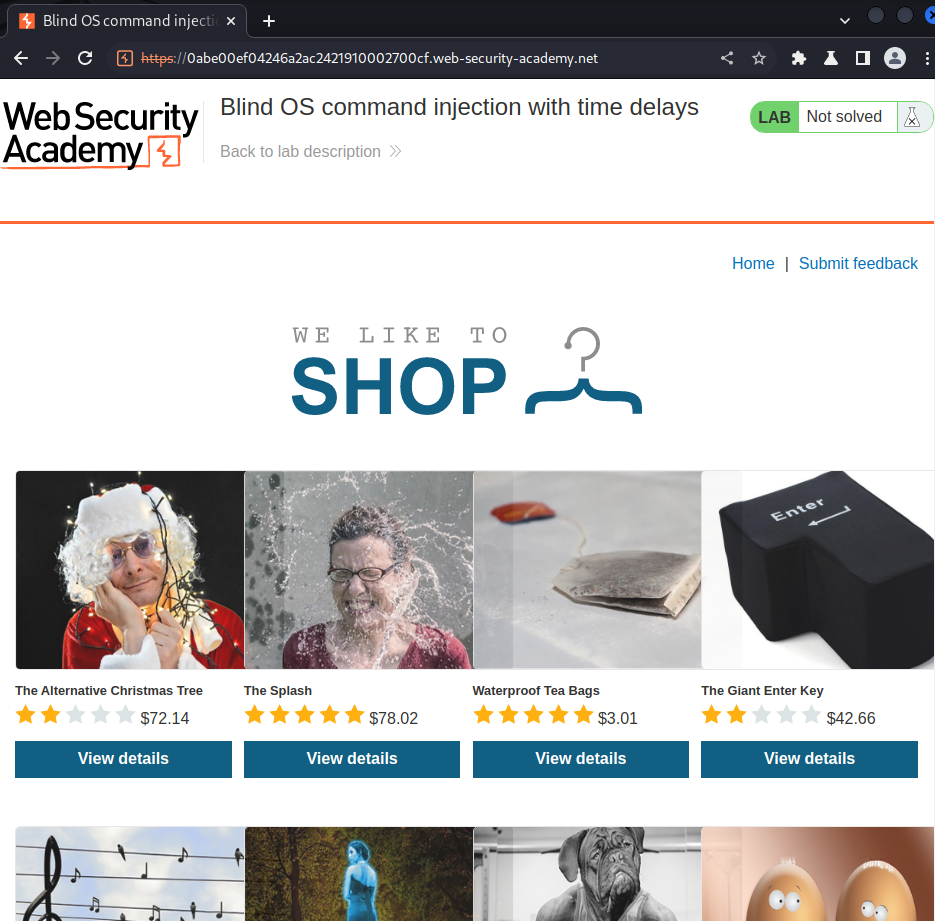 Blind OS command injecti
https://0abe00ef04246a2ac2421910002700cf.web-security-academy.net
Web Security
Academy
Blind OS command injection with time delays
Back to lab description
LAB Not solved
Home | Submit feedback
WE LIKE TO
SHOP
Enter
The Alternative Christmas Tree
$72.14
View details
The Splash
$78.02
View details
Waterproof Tea Bags
$3.01
View details
The Giant Enter Key
$42.66
View details